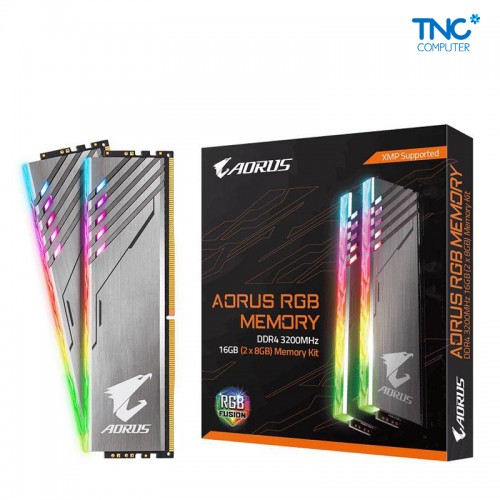 TNC
COMPUTER
AORUS
XMP Supported
AORUS RGB
MEMORY
DDR4 3200MHz
16GB (2 x 8GB) Memory Kit
RGB
FUSION
AORUS RGB MEMORY
DDR4 3200MHz 16GB (2 x 8GB) Memory Kit
AORUS
AORUS